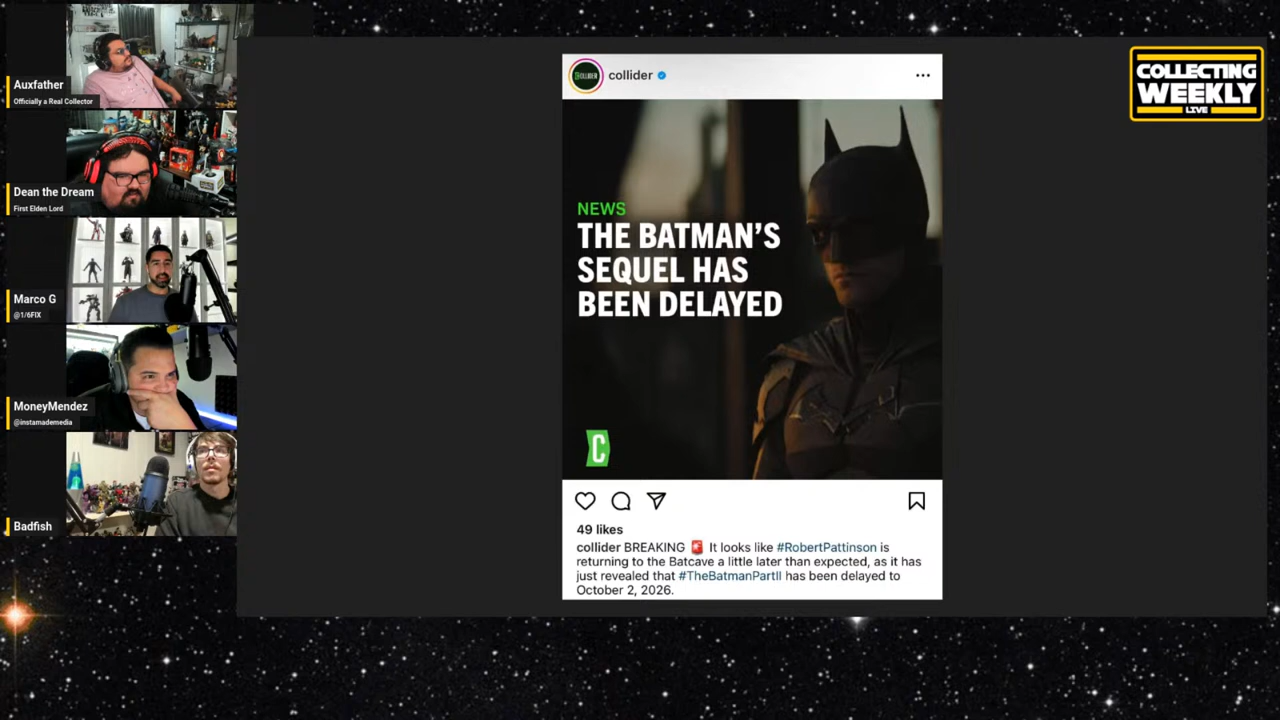 Auxfather
Officially a Real Collector
Dean the Dream
First Elden Lord
Marco G
@1/6FIX
MoneyMendez
@instamademedia
Badfish
collider
NEWS
THE BATMAN'S
SEQUEL HAS
BEEN DELAYED
C
49 likes
collider BREAKING 🚨 It looks like #RobertPattinson is
returning to the Batcave a little later than expected, as it has
just revealed that #TheBatmanPartII has been delayed to
October 2, 2026.
COLLECTING
WEEKLY
LIVE